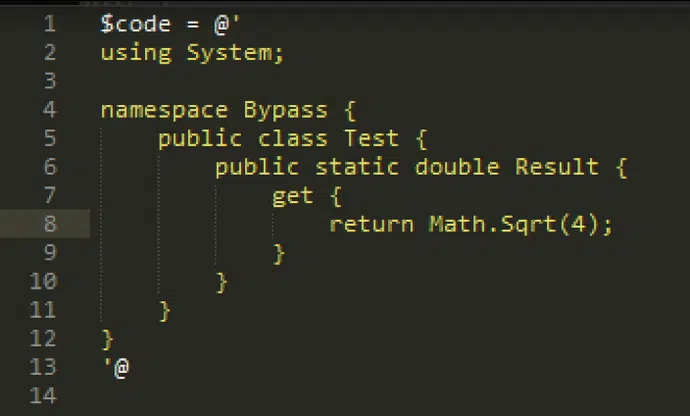 1 $code = @'
2 using System;
3
4 namespace Bypass {
5     public class Test {
6         public static double Result {
7             get {
8                 return Math.Sqrt(4);
9             }
10         }
11     }
12 }
13 '@
14